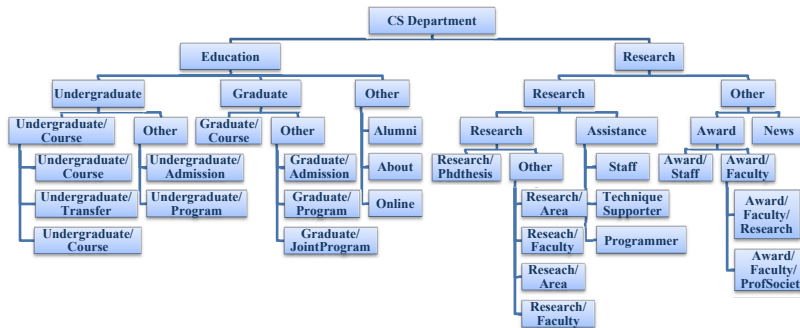 CS Department
Education
Research
Undergraduate
Graduate
Other
Research
Other
Undergraduate/
Course
Other
Graduate/
Course
Other
Alumni
Research
Assistance
Award
News
Undergraduate/
Course
Undergraduate/
Admission
Graduate/
Admission
About
Research/
Phdthesis
Other
Staff
Award/
Staff
Award/
Faculty
Undergraduate/
Transfer
Undergraduate/
Program
Graduate/
Program
Online
Research/
Area
Technique
Supporter
Award/
Faculty/
Research
Undergraduate/
Course
Graduate/
JointProgram
Reseach/
Faculty
Programmer
Reseach/
Area
Award/
Faculty/
ProfSociet
Research/
Faculty